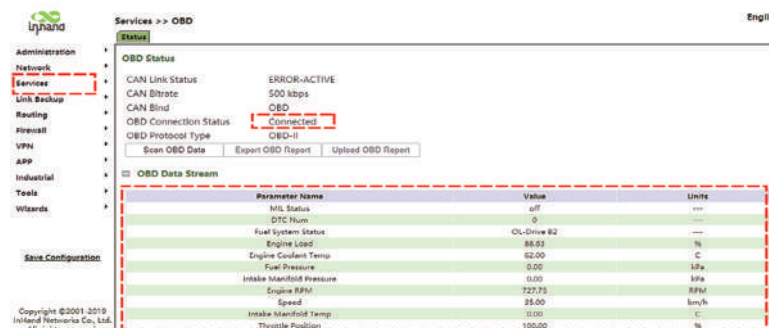 inhand
Services >> OBD
Engli
Status
Administration
Network
Services
Link Backup
Routing
Firewall
VPN
APP
Industrial
Tools
Wizards
Save Configuration
Copyright ©2001-2019
InHand Networks Co., Ltd.
OBD Status
CAN Link Status ERROR-ACTIVE
CAN Bitrate 500 kbps
CAN Bind OBD
OBD Connection Status Connected
OBD Protocol Type OBD-II
Scan OBD Data Export OBD Report Upload OBD Report
OBD Data Stream
Parameter Name Value Units
MIL Status off ---
DTC Num 0 ---
Fuel System Status OL-Drive B2 ---
Engine Load 88.63 %
Engine Coolant Temp 62.00 C
Fuel Pressure 0.00 kPa
Intake Manifold Pressure 0.00 kPa
Engine RPM 727.75 RPM
Speed 35.00 km/h
Intake Manifold Temp 0.00 C
Throttle Position 100.00 %